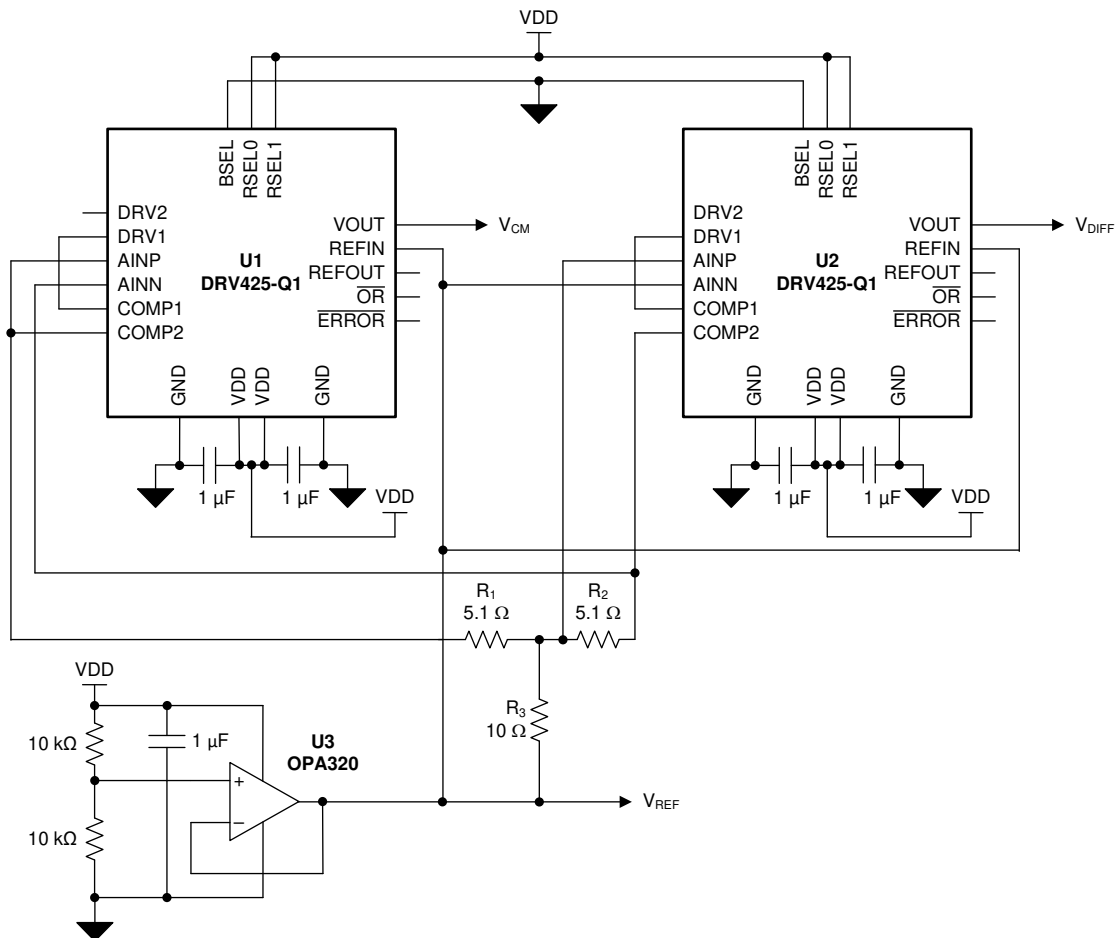 VDD
BSEL
RSEL0
RSEL1
DRV2
DRV1
AINP
AINN
COMP1
COMP2
U1
DRV425-Q1
VOUT
REFIN
REFOUT
OR
ERROR
GND
VDD
VDD
GND
1 µF
1 µF
VDD
VCM
BSEL
RSEL0
RSEL1
DRV2
DRV1
AINP
AINN
COMP1
COMP2
U2
DRV425-Q1
VOUT
REFIN
REFOUT
OR
ERROR
GND
VDD
VDD
GND
1 µF
1 µF
VDD
VDIFF
R1
5.1 Ω
R2
5.1 Ω
R3
10 Ω
VDD
10 kΩ
10 kΩ
1 µF
U3
OPA320
+
−
VREF